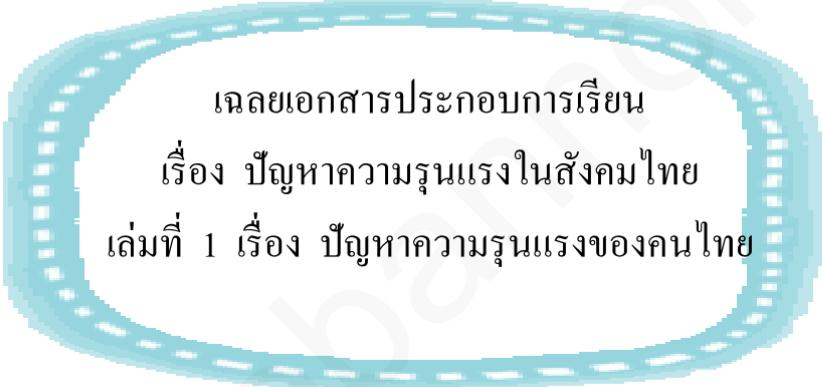 เฉลยเอกสารประกอบการเรียน
เรื่อง ปัญหาความรุนแรงในสังคมไทย
เล่มที่ 1 เรื่อง ปัญหาความรุนแรงของคนไทย